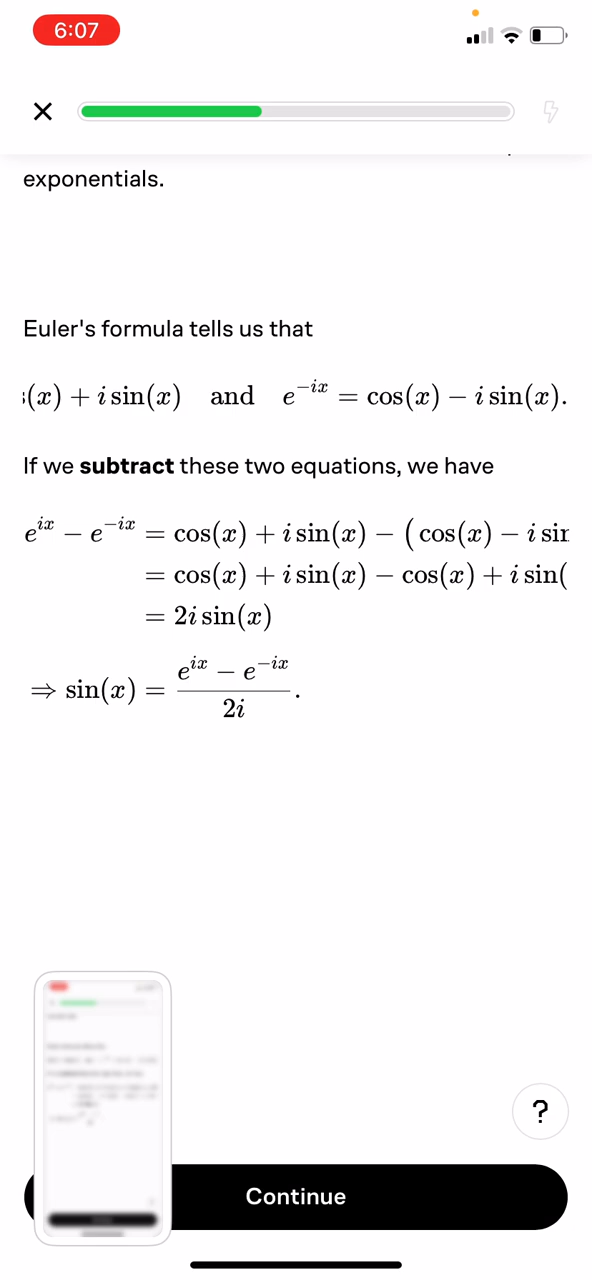 6:07
exponentials.
Euler's formula tells us that
(x) + i sin(x) and e^{-ix} = cos(x) − i sin(x).
If we subtract these two equations, we have
e^{ix} − e^{-ix} = cos(x) + i sin(x) − (cos(x) − i sin
= cos(x) + i sin(x) − cos(x) + i sin(
= 2i sin(x)
⇒ sin(x) = \frac{e^{ix} − e^{-ix}}{2i}.
?
Continue